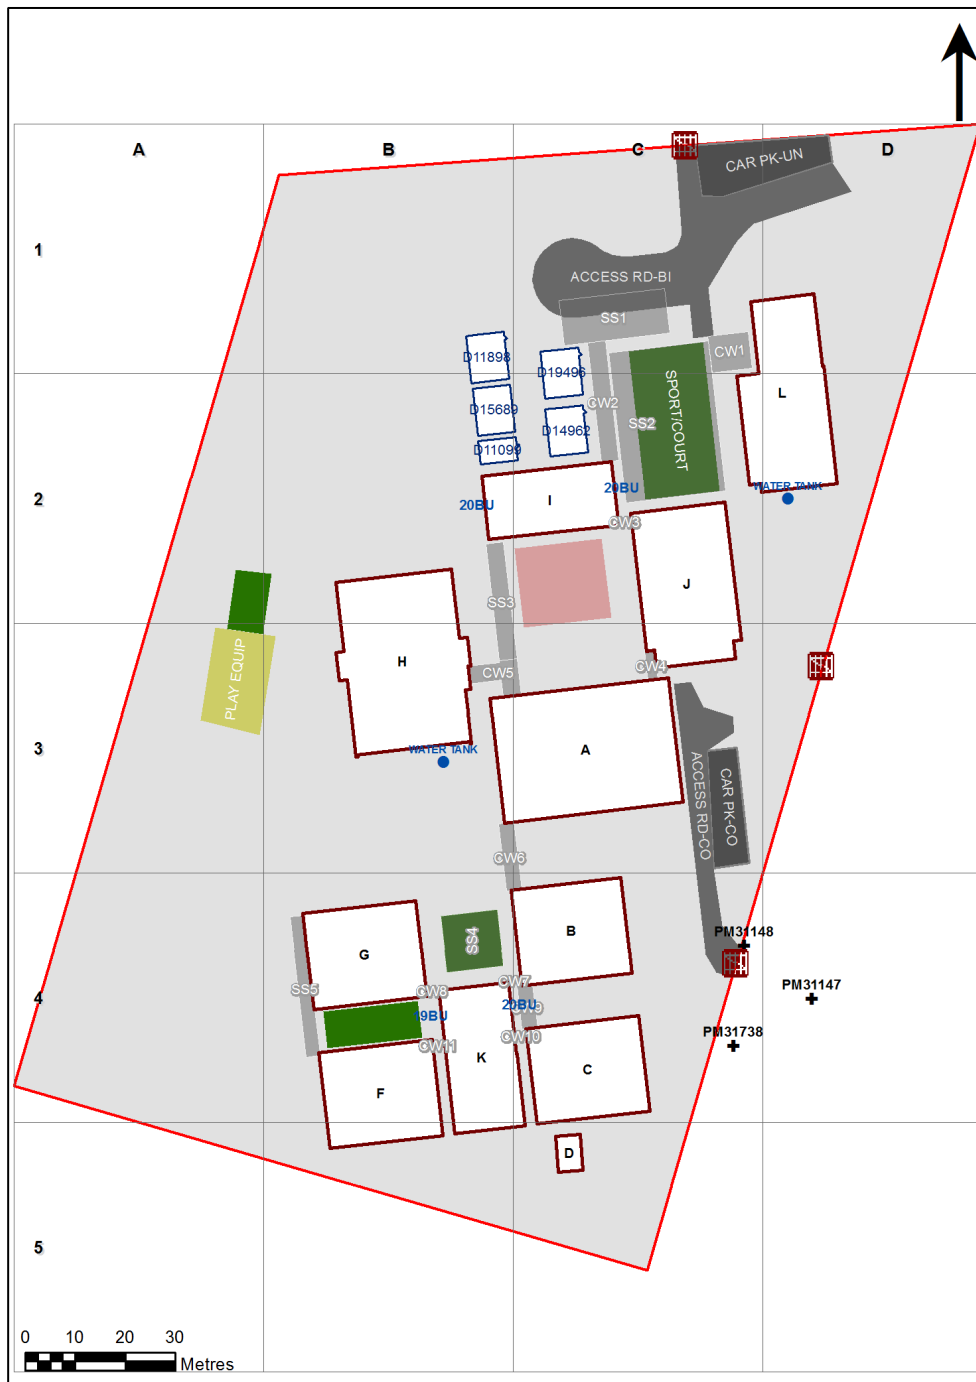 A
B
C
D
CAR PK-UN
1
ACCESS RD-BI
SS1
CW1
D11898
D19496
CW2
L
SPORT/COURT
D15689
SS2
D14962
D11099
WATER TANK
20BU
20BU
I
2
CW3
J
SS3
H
CW5
CW4
PLAY EQUIP
WATER TANK
A
3
ACCESS RD-CO
CAR PK-CO
CW6
B
SS4
PM31148
G
CW7
PM31147
SS5
CW8
4
20BU
CW9
19BU
CW10
CW11
PM31738
K
C
F
D
5
0 10 20 30
Metres